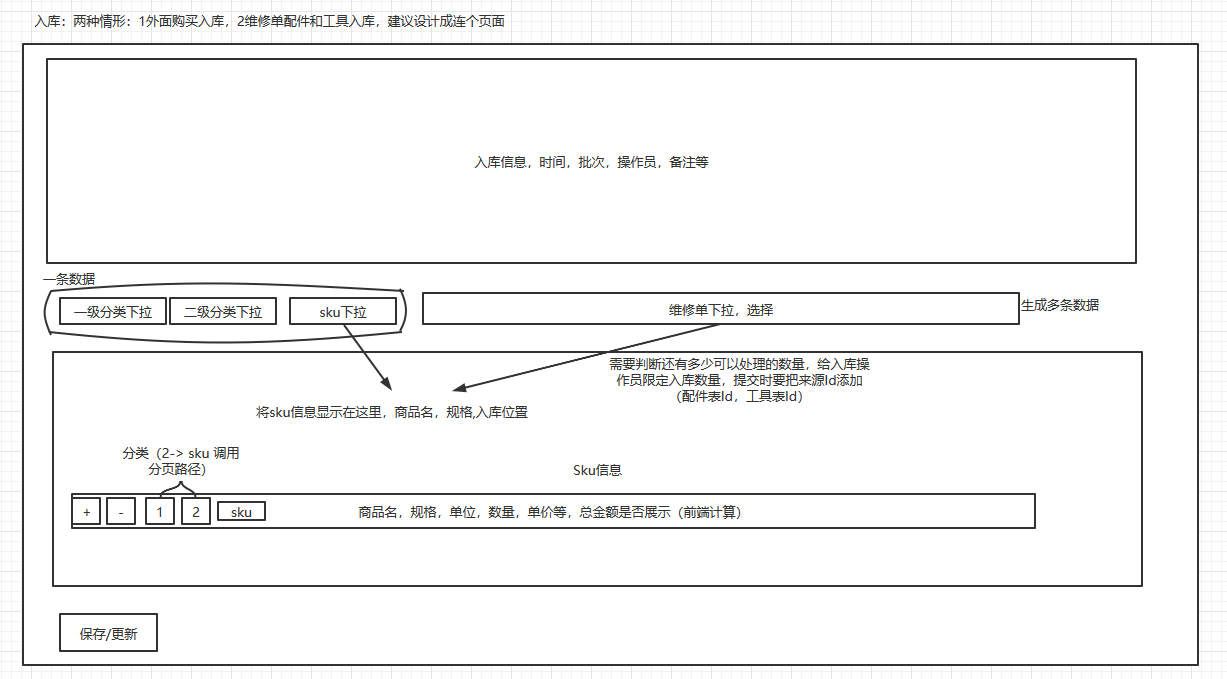 入库：两种情形：1外面购买入库，2维修单配件和工具入库，建议设计成连个页面
入库信息，时间，批次，操作员，备注等
一条数据
一级分类下拉
二级分类下拉
sku下拉
维修单下拉，选择
生成多条数据
需要判断还有多少可以处理的数量，给入库操
作员限定入库数量，提交时要把来源Id添加
（配件表Id，工具表Id）
将sku信息显示在这里，商品名，规格,入库位置
分类（2-> sku 调用
分页路径）
Sku信息
+
-
1
2
sku
商品名，规格，单位，数量，单价等，总金额是否展示（前端计算）
保存/更新